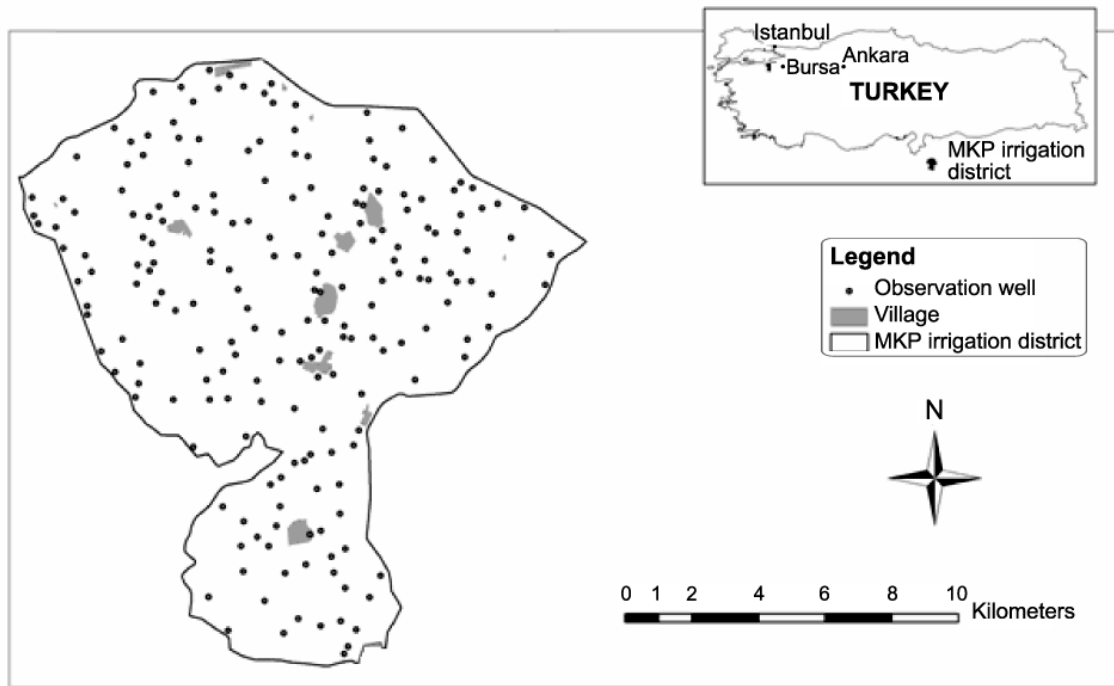 Istanbul
Ankara
Bursa
TURKEY
MKP irrigation
district
Legend
Observation well
Village
MKP irrigation district
N
0 1 2 4 6 8 10
Kilometers